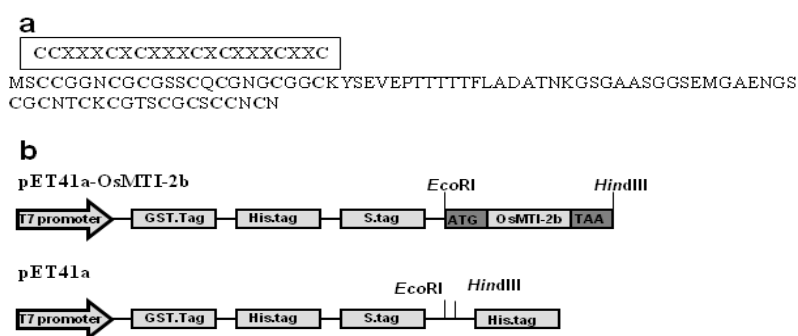 a
CCXXXCXCXXXCXCXXXCXXC
MSCCGGNCGCGSSCQCGNGCGGCKYSEVEPTTTTTFLADATNKGSGAASGGSEMGAENGS
CGCNTCKCGTSCGCSCCNCN
b
pET41a-OsMTI-2b
EcoRI HindIII
T7 promoter GST.Tag His.tag S.tag ATG OsMTI-2b TAA
pET41a
EcoRI HindIII
T7 promoter GST.Tag His.tag S.tag His.tag